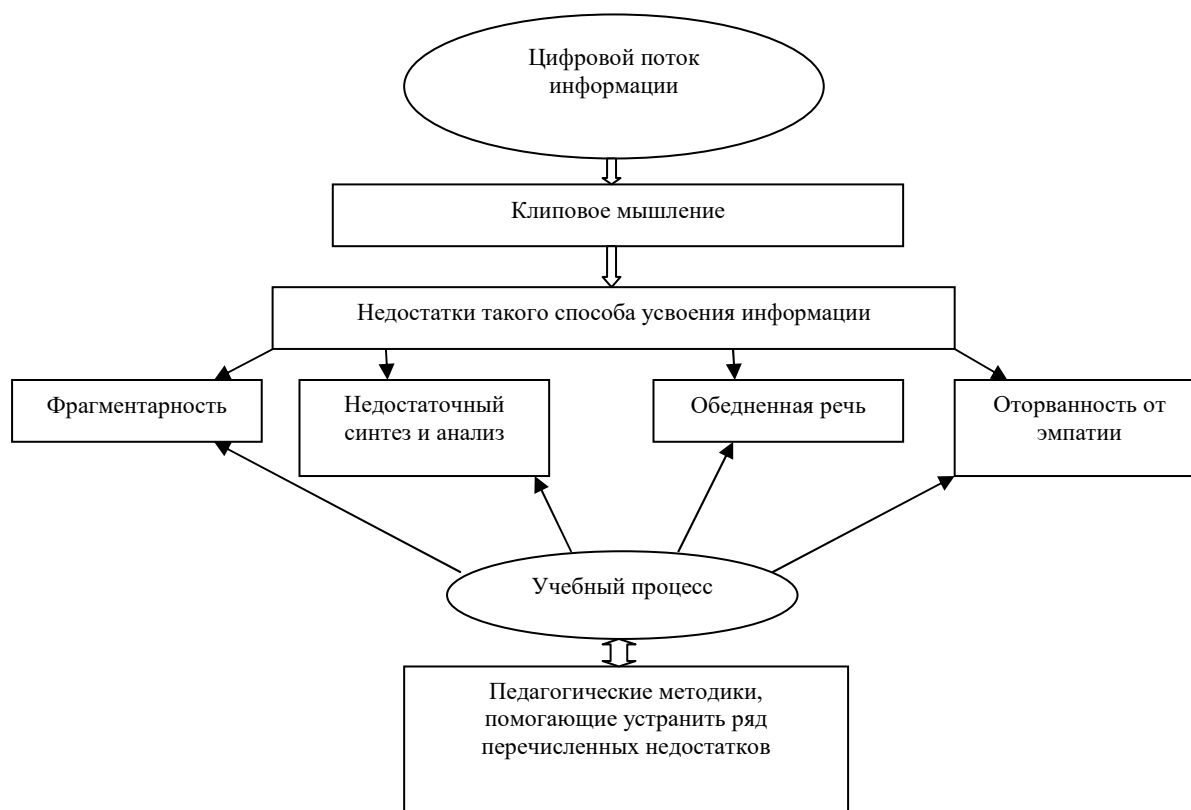 Цифровой поток
информации
Клиповое мышление
Недостатки такого способа усвоения информации
Фрагментарность
Недостаточный
синтез и анализ
Обедненная речь
Оторванность от
эмпатии
Учебный процесс
Педагогические методики,
помогающие устранить ряд
перечисленных недостатков